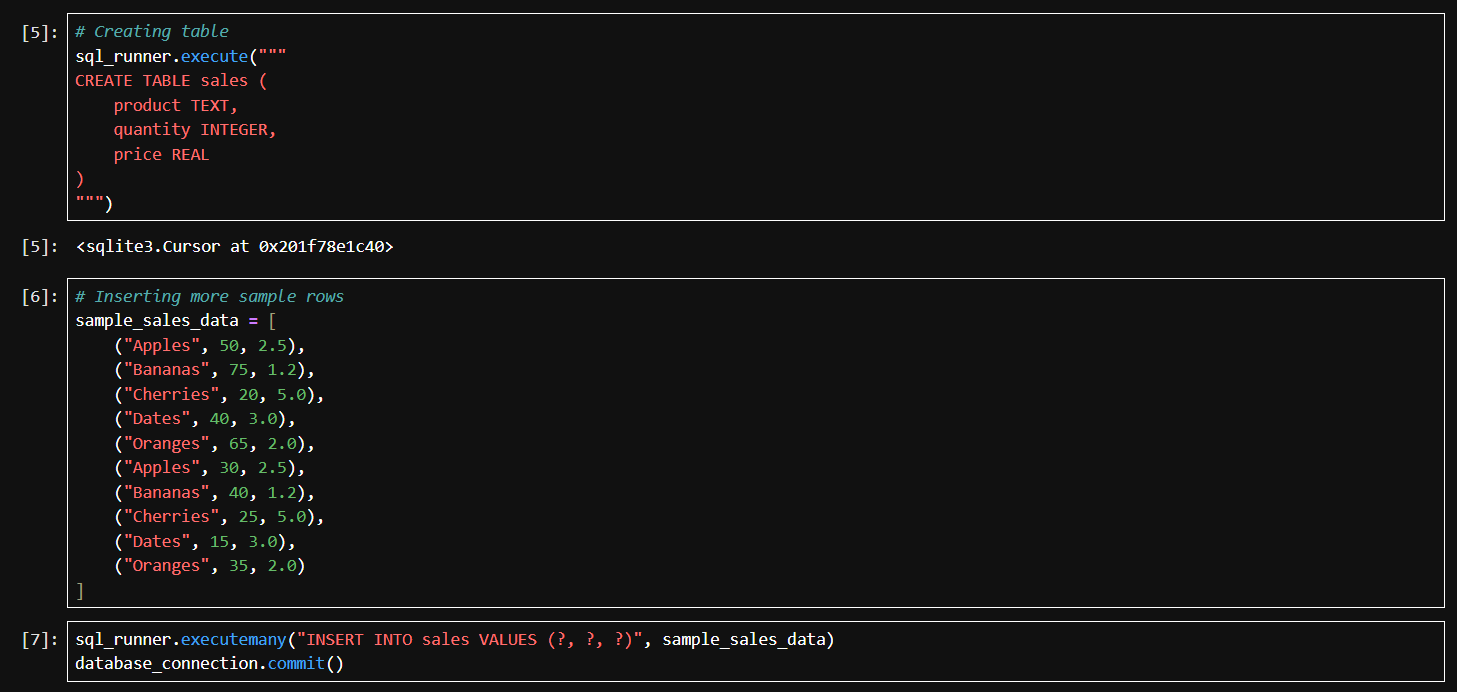 [5]: # Creating table
sql_runner.execute("""
CREATE TABLE sales (
    product TEXT,
    quantity INTEGER,
    price REAL
)
""")
[5]: <sqlite3.Cursor at 0x201f78e1c40>
[6]: # Inserting more sample rows
sample_sales_data = [
    ("Apples", 50, 2.5),
    ("Bananas", 75, 1.2),
    ("Cherries", 20, 5.0),
    ("Dates", 40, 3.0),
    ("Oranges", 65, 2.0),
    ("Apples", 30, 2.5),
    ("Bananas", 40, 1.2),
    ("Cherries", 25, 5.0),
    ("Dates", 15, 3.0),
    ("Oranges", 35, 2.0)
]
[7]: sql_runner.executemany("INSERT INTO sales VALUES (?, ?, ?)", sample_sales_data)
database_connection.commit()